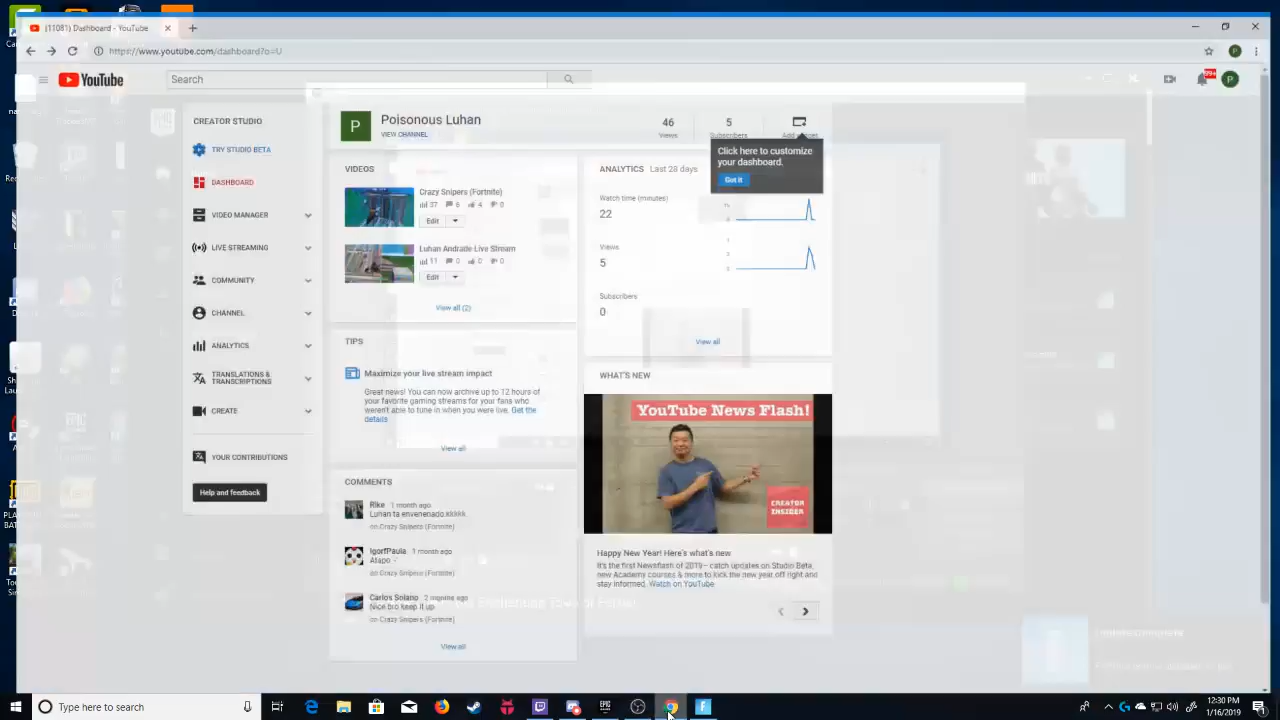 (11081) Dashboard - YouTube
https://www.youtube.com/dashboard?o=U
YouTube
Search
99+
P
CREATOR STUDIO
TRY STUDIO BETA
DASHBOARD
VIDEO MANAGER
LIVE STREAMING
COMMUNITY
CHANNEL
ANALYTICS
TRANSLATIONS &
TRANSCRIPTIONS
CREATE
YOUR CONTRIBUTIONS
Help and feedback
P
Poisonous Luhan
VIEW CHANNEL
46
Views
5
Subscribers
Click here to customize
your dashboard.
Got it
VIDEOS
Crazy Snipers (Fortnite)
37 6 4 0
Edit
Luhan Andrade Live Stream
11 0 0 0
Edit
View all (2)
TIPS
Maximize your live stream impact
Great news! You can now archive up to 12 hours of
your favorite gaming streams for your fans who
weren't able to tune in when you were live. Get the
details
View all
COMMENTS
Rike 1 month ago
Luhan ta envenenado kkkkk
on Crazy Snipers (Fortnite)
IgorfPaula 1 month ago
on Crazy Snipers (Fortnite)
Carlos Solano 2 months ago
Nice bro keep it up
on Crazy Snipers (Fortnite)
View all
ANALYTICS Last 28 days
Watch time (minutes)
22
Views
5
Subscribers
0
View all
WHAT'S NEW
YouTube News Flash!
CREATOR
INSIDER
Happy New Year! Here's what's new
It's the first Newsflash of 2019-- catch updates on Studio Beta,
new Academy courses & more to kick the new year off right and
stay informed. Watch on YouTube
Type here to search
12:30 PM
1/16/2019